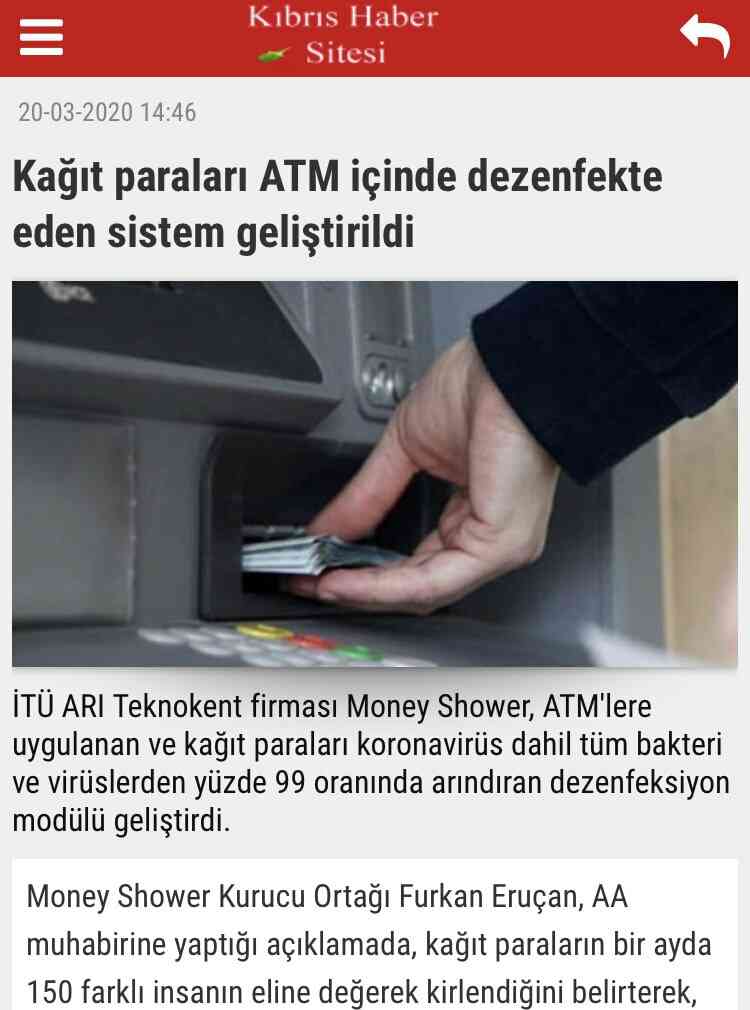 Kıbrıs Haber
Sitesi
20-03-2020 14:46
Kağıt paraları ATM içinde dezenfekte
eden sistem geliştirildi
İTÜ ARI Teknokent firması Money Shower, ATM'lere
uygulanan ve kağıt paraları koronavirüs dahil tüm bakteri
ve virüslerden yüzde 99 oranında arındıran dezenfeksiyon
modülü geliştirdi.
Money Shower Kurucu Ortağı Furkan Eruçan, AA
muhabirine yaptığı açıklamada, kağıt paraların bir ayda
150 farklı insanın eline değerek kirlendiğini belirterek,